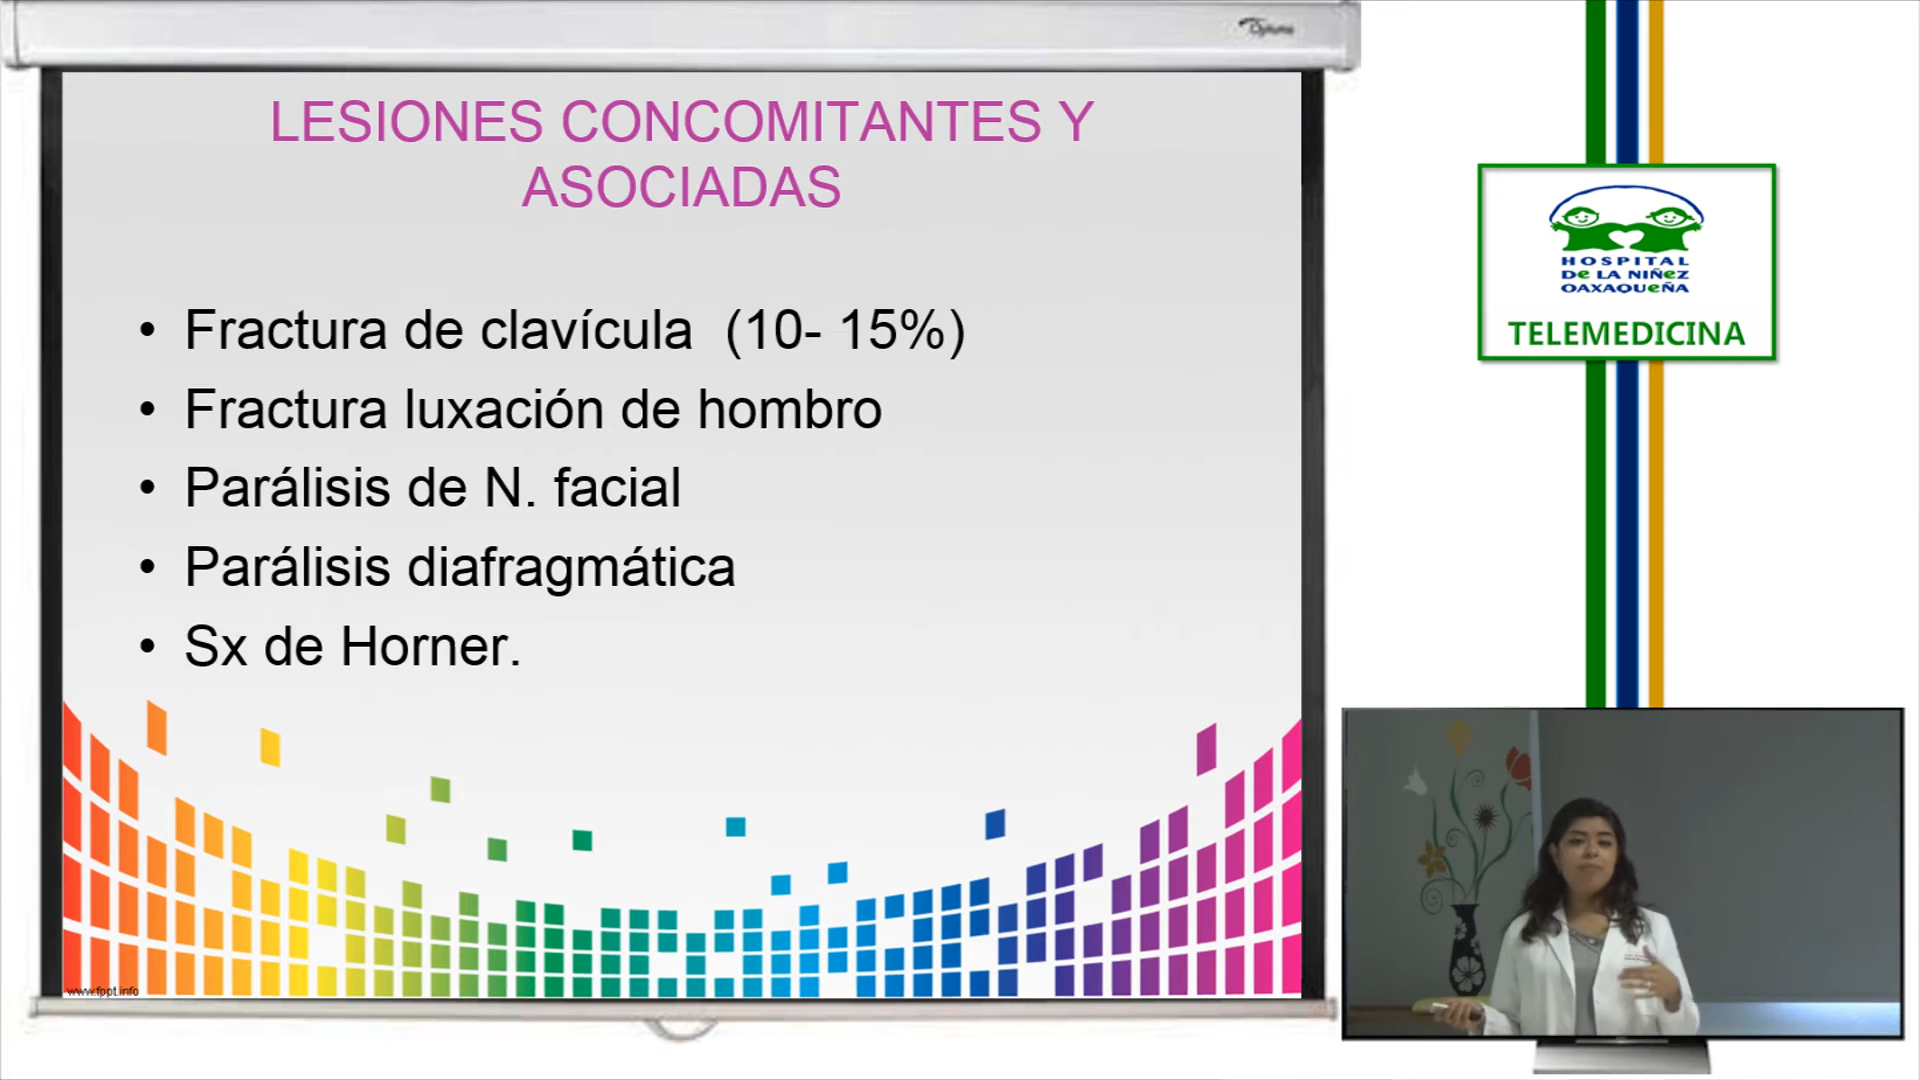 Optoma
LESIONES CONCOMITANTES Y
ASOCIADAS
• Fractura de clavícula (10- 15%)
• Fractura luxación de hombro
• Parálisis de N. facial
• Parálisis diafragmática
• Sx de Horner.
www.fppt.info
HOSPITAL
De LA NIÑeZ
OAXAQUeÑA
TELEMEDICINA